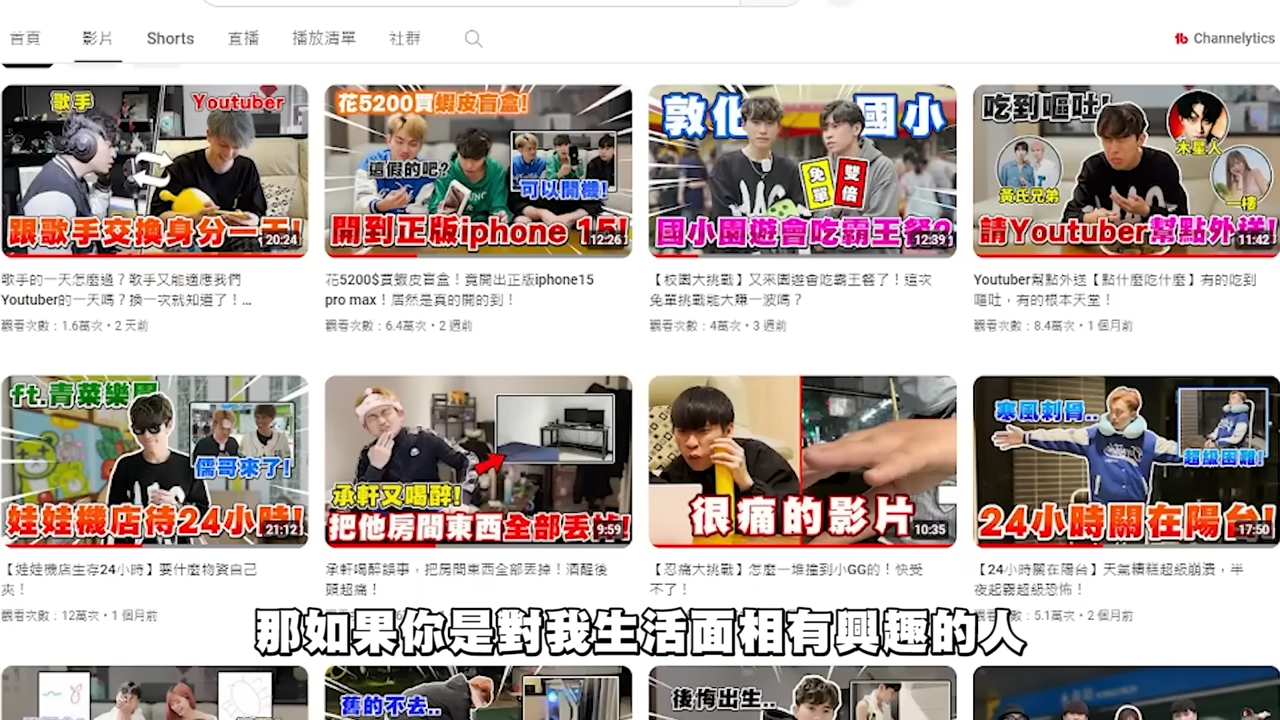 首頁
影片
Shorts
直播
播放清單
社群
Channelytics
歌手
Youtuber
跟歌手交換身分一天!
20:24
花5200買蝦皮盲盒!
這假的吧?
可以開機!
開到正版iphone 15!
12:26
敦化
國小
免單
雙倍
國小園遊會吃霸王餐?
12:39
吃到嘔吐!
木星人
黃氏兄弟
一樓
請Youtuber幫點外送!
11:42
歌手的一天怎麼過？歌手又能適應我們
Youtuber的一天嗎？換一次就知道了！...
觀看次數：1.6萬次・2 天前
花5200$買蝦皮盲盒！竟開出正版iphone15
pro max！居然是真的開的到！
觀看次數：6.4萬次・2 週前
【校園大挑戰】又來園遊會吃霸王餐了！這次
免單挑戰能大賺一波嗎？
觀看次數：4萬次・3 週前
Youtuber幫點外送【點什麼吃什麼】有的吃到
嘔吐，有的根本天堂！
觀看次數：8.4萬次・1 個月前
ft.青菜樂園
儒哥來了!
娃娃機店待24小時!
21:12
承軒又喝醉!
把他房間東西全部丟掉!
9:59
很痛的影片
10:35
寒風刺骨..
超級困難!
24小時關在陽台!
17:50
【娃娃機店生存24小時】要什麼物資自己
夾！
觀看次數：12萬次・1 個月前
承軒喝醉誤事，把房間東西全部丟掉！酒醒後
頭超痛！
【忍痛大挑戰】怎麼一堆撞到小GG的！快受
不了！
【24小時關在陽台】天氣糟糕超級崩潰，半
夜起霧超級恐怖！
5.1萬次・2 個月前
那如果你是對我生活面相有興趣的人
舊的不去..
後悔出生..